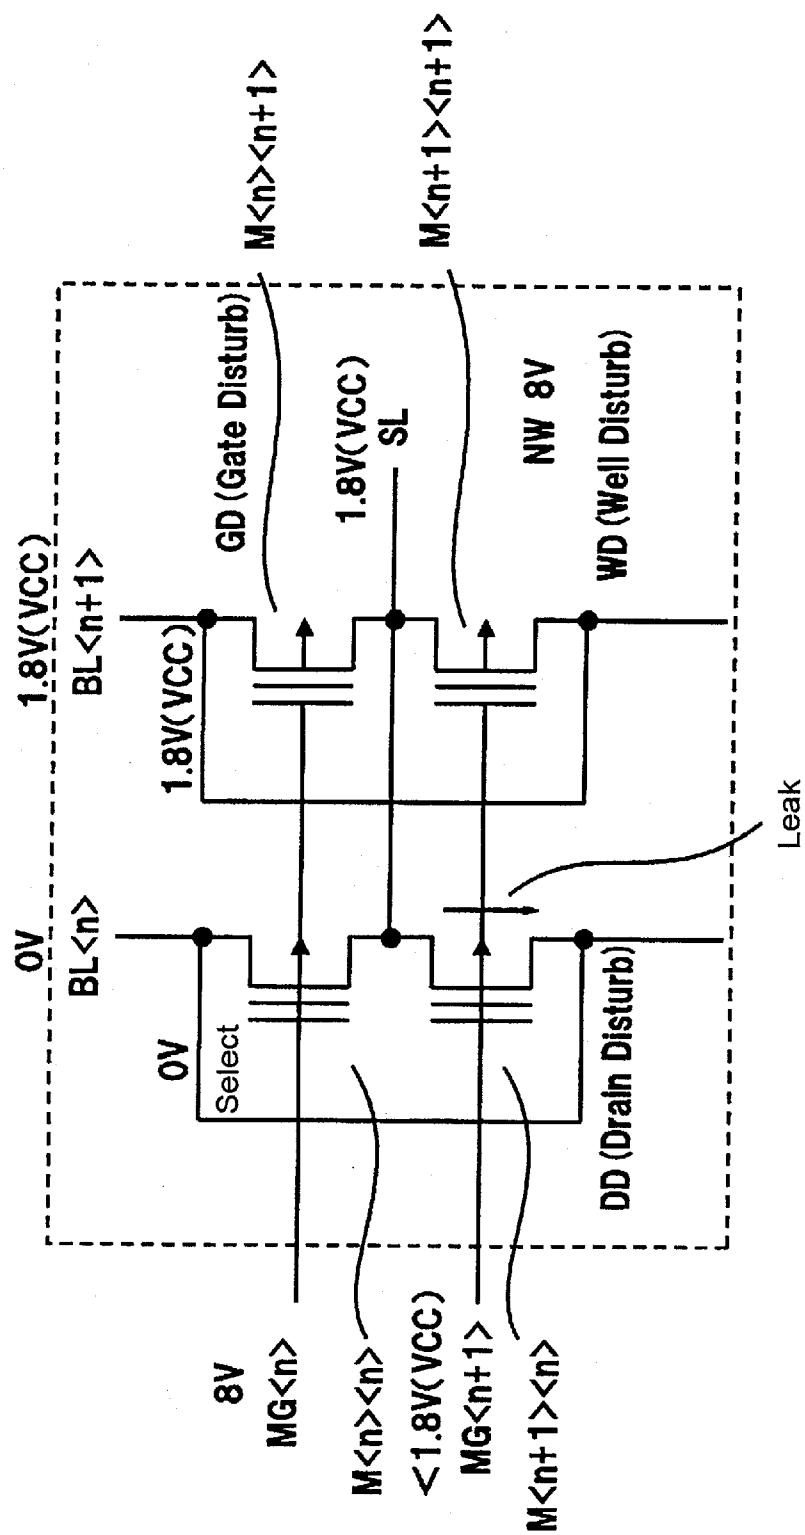 0V
BL<n>
1.8V(VCC)
BL<n+1>
0V
Select
1.8V(VCC)
GD (Gate Disturb)
M<n><n+1>
8V
MG<n>
M<n><n>
1.8V(VCC)
SL
<1.8V(VCC)
MG<n+1>
M<n+1><n>
NW 8V
M<n+1><n+1>
DD (Drain Disturb)
WD (Well Disturb)
Leak